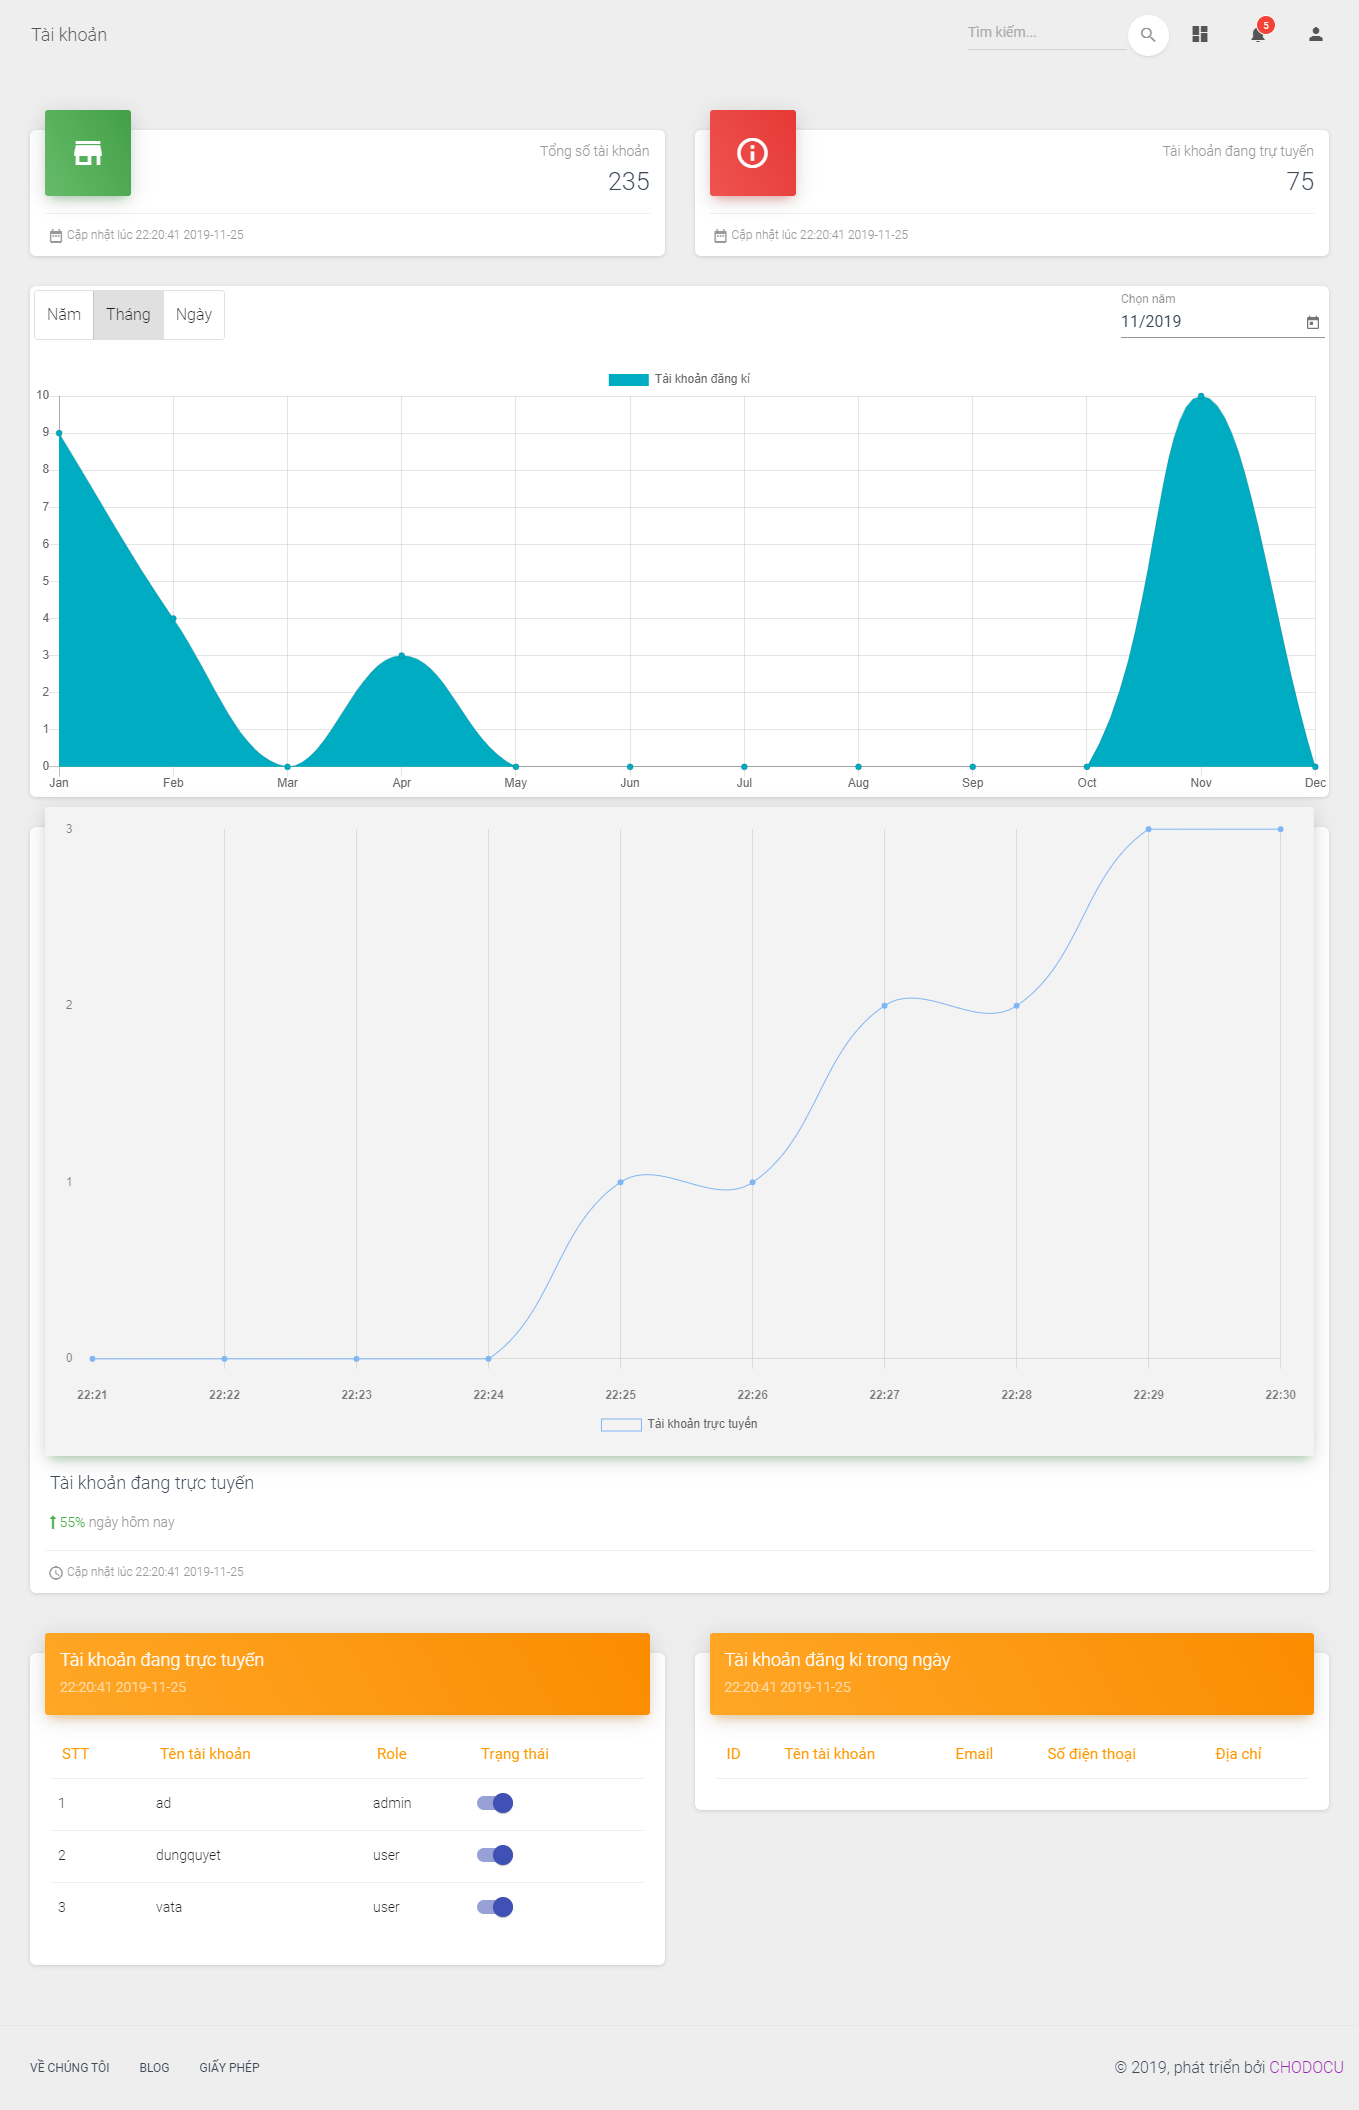 Tài khoản
Tìm kiếm...
5
Tổng số tài khoản
235
Cập nhật lúc 22:20:41 2019-11-25
Tài khoản đang trự tuyến
75
Cập nhật lúc 22:20:41 2019-11-25
Năm Tháng Ngày
Chọn năm
11/2019
Tài khoản đăng kí
10
9
8
7
6
5
4
3
2
1
0
Jan Feb Mar Apr May Jun Jul Aug Sep Oct Nov Dec
3
2
1
0
22:21 22:22 22:23 22:24 22:25 22:26 22:27 22:28 22:29 22:30
Tài khoản trực tuyến
Tài khoản đang trực tuyến
55% ngày hôm nay
Cập nhật lúc 22:20:41 2019-11-25
Tài khoản đang trực tuyến
22:20:41 2019-11-25
STT Tên tài khoản Role Trạng thái
1 ad admin
2 dungquyet user
3 vata user
Tài khoản đăng kí trong ngày
22:20:41 2019-11-25
ID Tên tài khoản Email Số điện thoại Địa chỉ
VỀ CHÚNG TÔI BLOG GIẤY PHÉP
© 2019, phát triển bởi CHODOCU